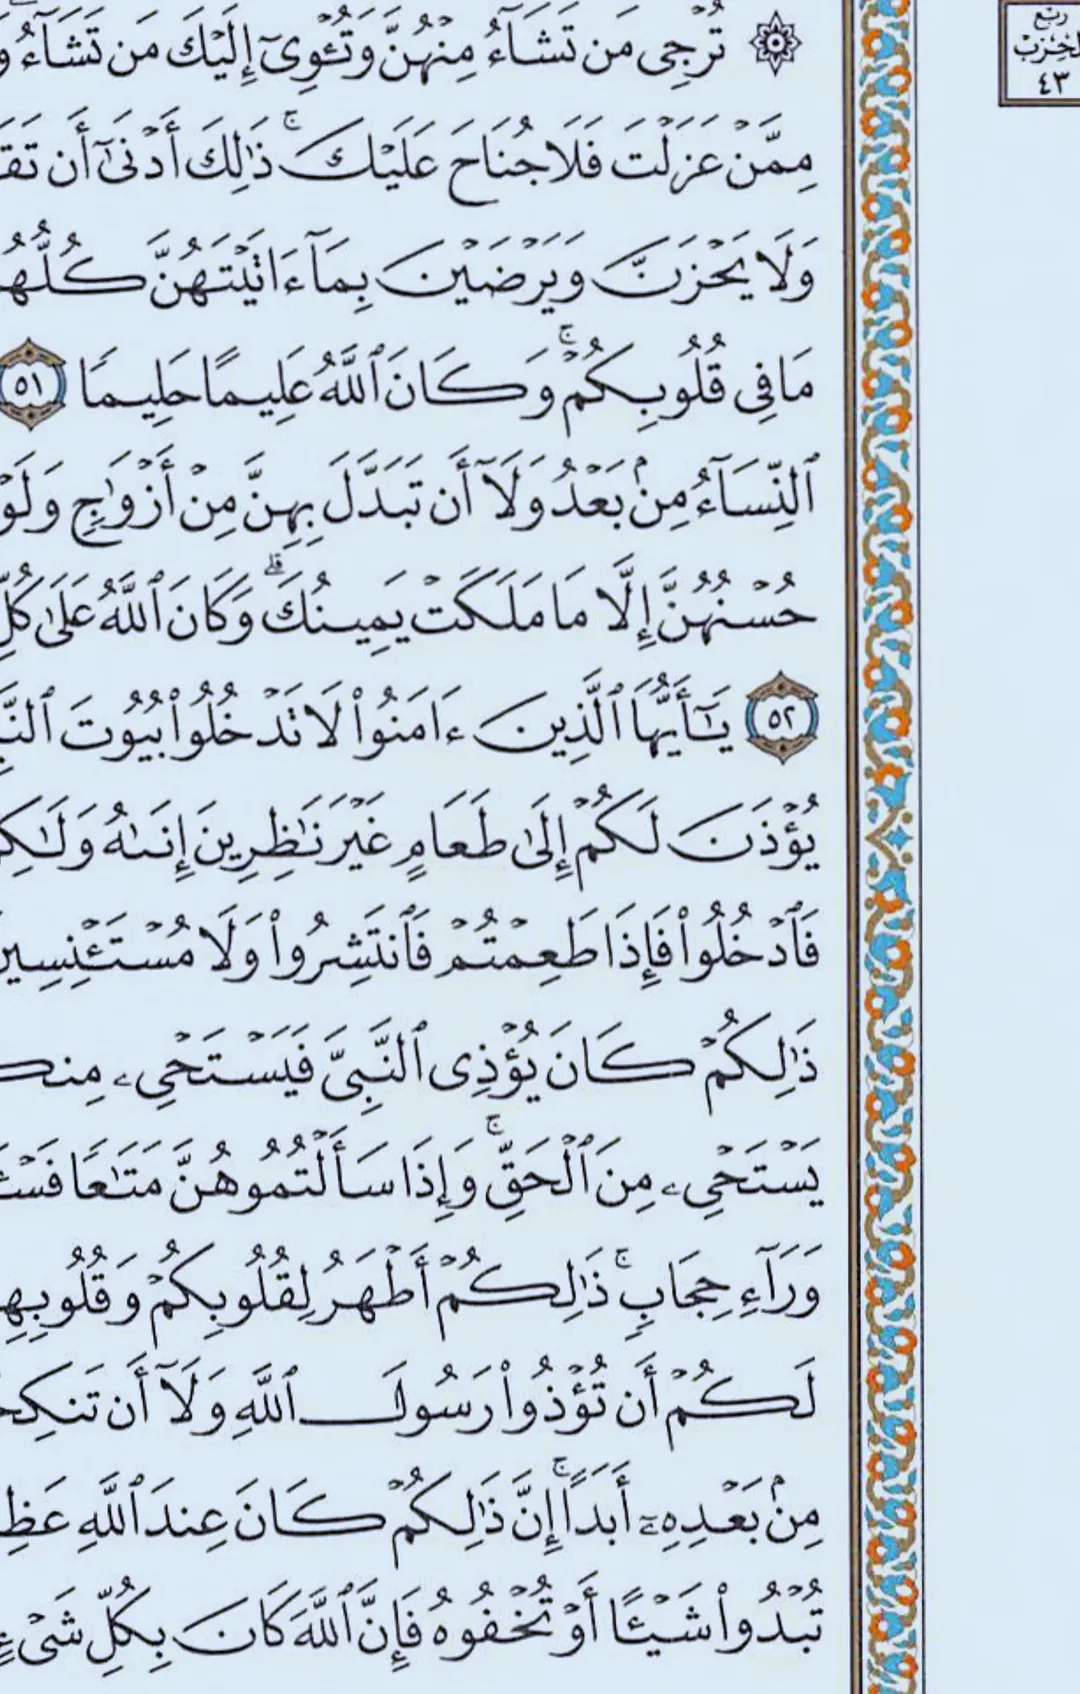 ربع
الحزب
٤٣
۞ تُرْجِى مَن تَشَآءُ مِنْهُنَّ وَتُـْٔوِىٓ إِلَيْكَ مَن تَشَآءُ
مِمَّنْ عَزَلْتَ فَلَا جُنَاحَ عَلَيْكَ ۚ ذَٰلِكَ أَدْنَىٰٓ أَن
وَلَا يَحْزَنَّ وَيَرْضَيْنَ بِمَآ ءَاتَيْتَهُنَّ
مَا فِى قُلُوبِكُمْ ۚ وَكَانَ ٱللَّهُ عَلِيمًا حَلِيمًا ٥١
ٱلنِّسَآءُ مِنۢ بَعْدُ وَلَآ أَن تَبَدَّلَ بِهِنَّ مِنْ أَزْوَٰجٍ وَلَوْ
حُسْنُهُنَّ إِلَّا مَا مَلَكَتْ يَمِينُكَ ۗ وَكَانَ ٱللَّهُ عَلَىٰ كُلِّ
٥٢ يَـٰٓأَيُّهَا ٱلَّذِينَ ءَامَنُوا۟ لَا تَدْخُلُوا۟ بُيُوتَ
يُؤْذَنَ لَكُمْ إِلَىٰ طَعَامٍ غَيْرَ نَـٰظِرِينَ إِنَىٰهُ
فَٱدْخُلُوا۟ فَإِذَا طَعِمْتُمْ فَٱنتَشِرُوا۟ وَلَا مُسْتَـْٔنِسِينَ
ذَٰلِكُمْ كَانَ يُؤْذِى ٱلنَّبِىَّ فَيَسْتَحْىِۦ
يَسْتَحْىِۦ مِنَ ٱلْحَقِّ ۚ وَإِذَا سَأَلْتُمُوهُنَّ مَتَـٰعًا
وَرَآءِ حِجَابٍ ۚ ذَٰلِكُمْ أَطْهَرُ لِقُلُوبِكُمْ
لَكُمْ أَن تُؤْذُوا۟ رَسُولَ ٱللَّهِ وَلَآ أَن
مِنۢ بَعْدِهِۦٓ أَبَدًا ۚ إِنَّ ذَٰلِكُمْ كَانَ عِندَ ٱللَّهِ
تُبْدُوا۟ شَيْـًٔا أَوْ تُخْفُوهُ فَإِنَّ ٱللَّهَ كَانَ بِكُلِّ شَىْءٍ